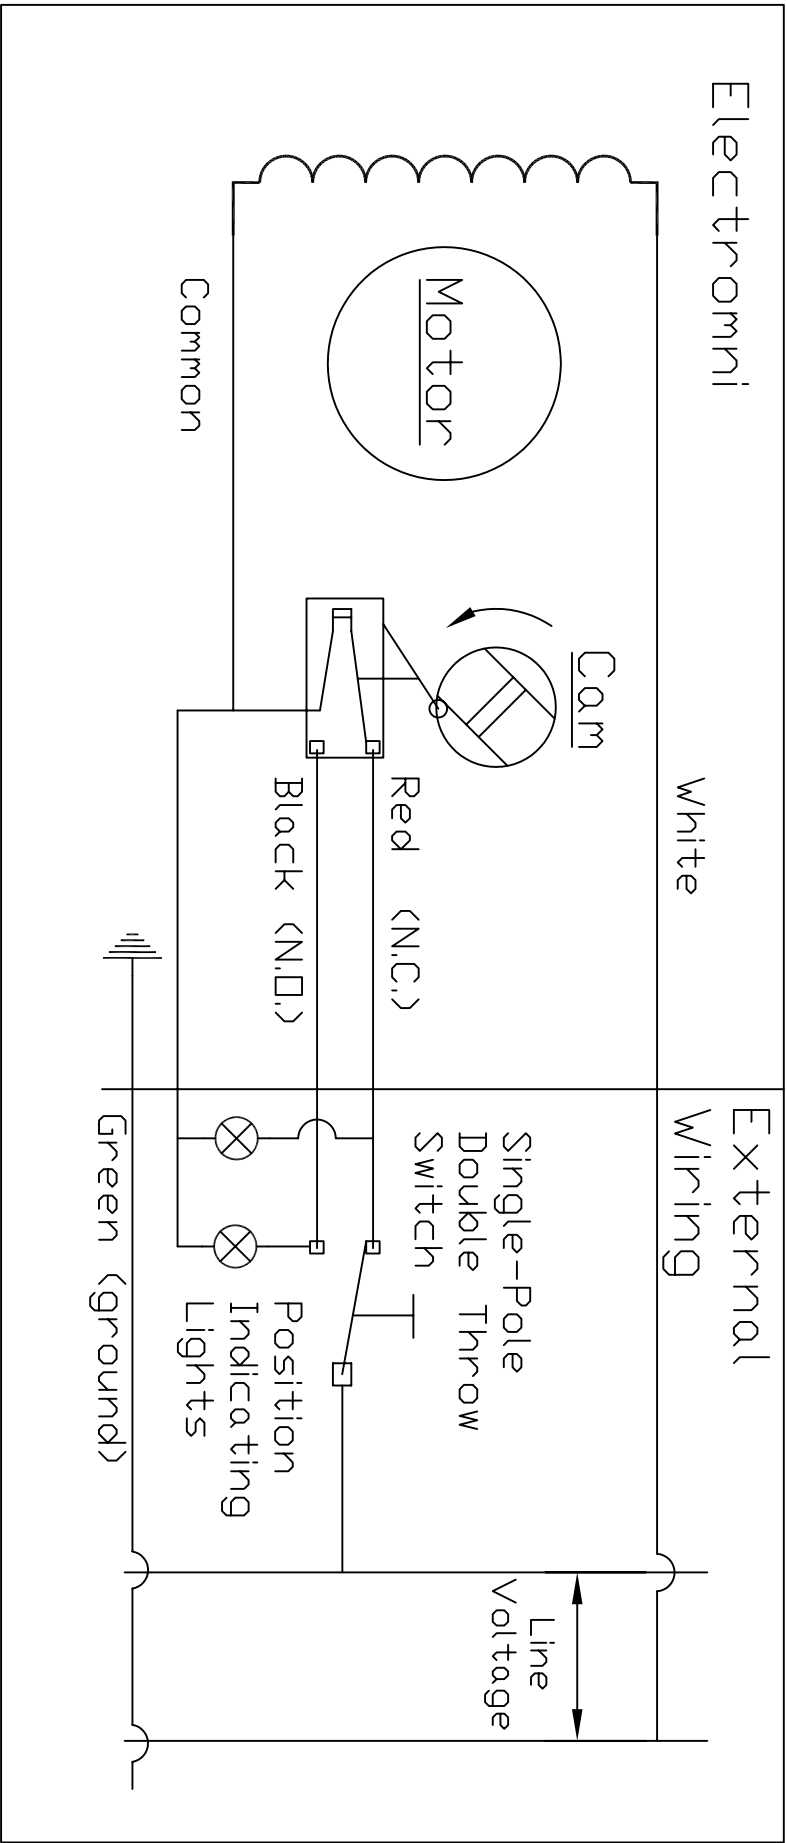 Electromni
External
Wiring
White
Cam
Motor
Red (N.C.)
Black (N.O.)
Common
Single-Pole
Double Throw
Switch
Line
Voltage
Position
Indicating
Lights
Green (ground)